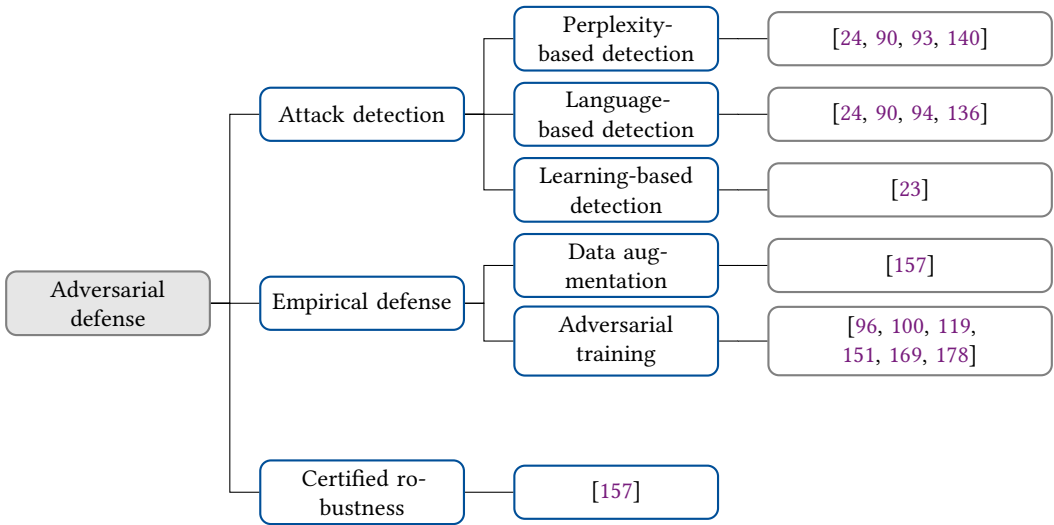 Adversarial
defense
Attack detection
Perplexity-
based detection
[24, 90, 93, 140]
Language-
based detection
[24, 90, 94, 136]
Learning-based
detection
[23]
Empirical defense
Data aug-
mentation
[157]
Adversarial
training
[96, 100, 119,
151, 169, 178]
Certified ro-
bustness
[157]